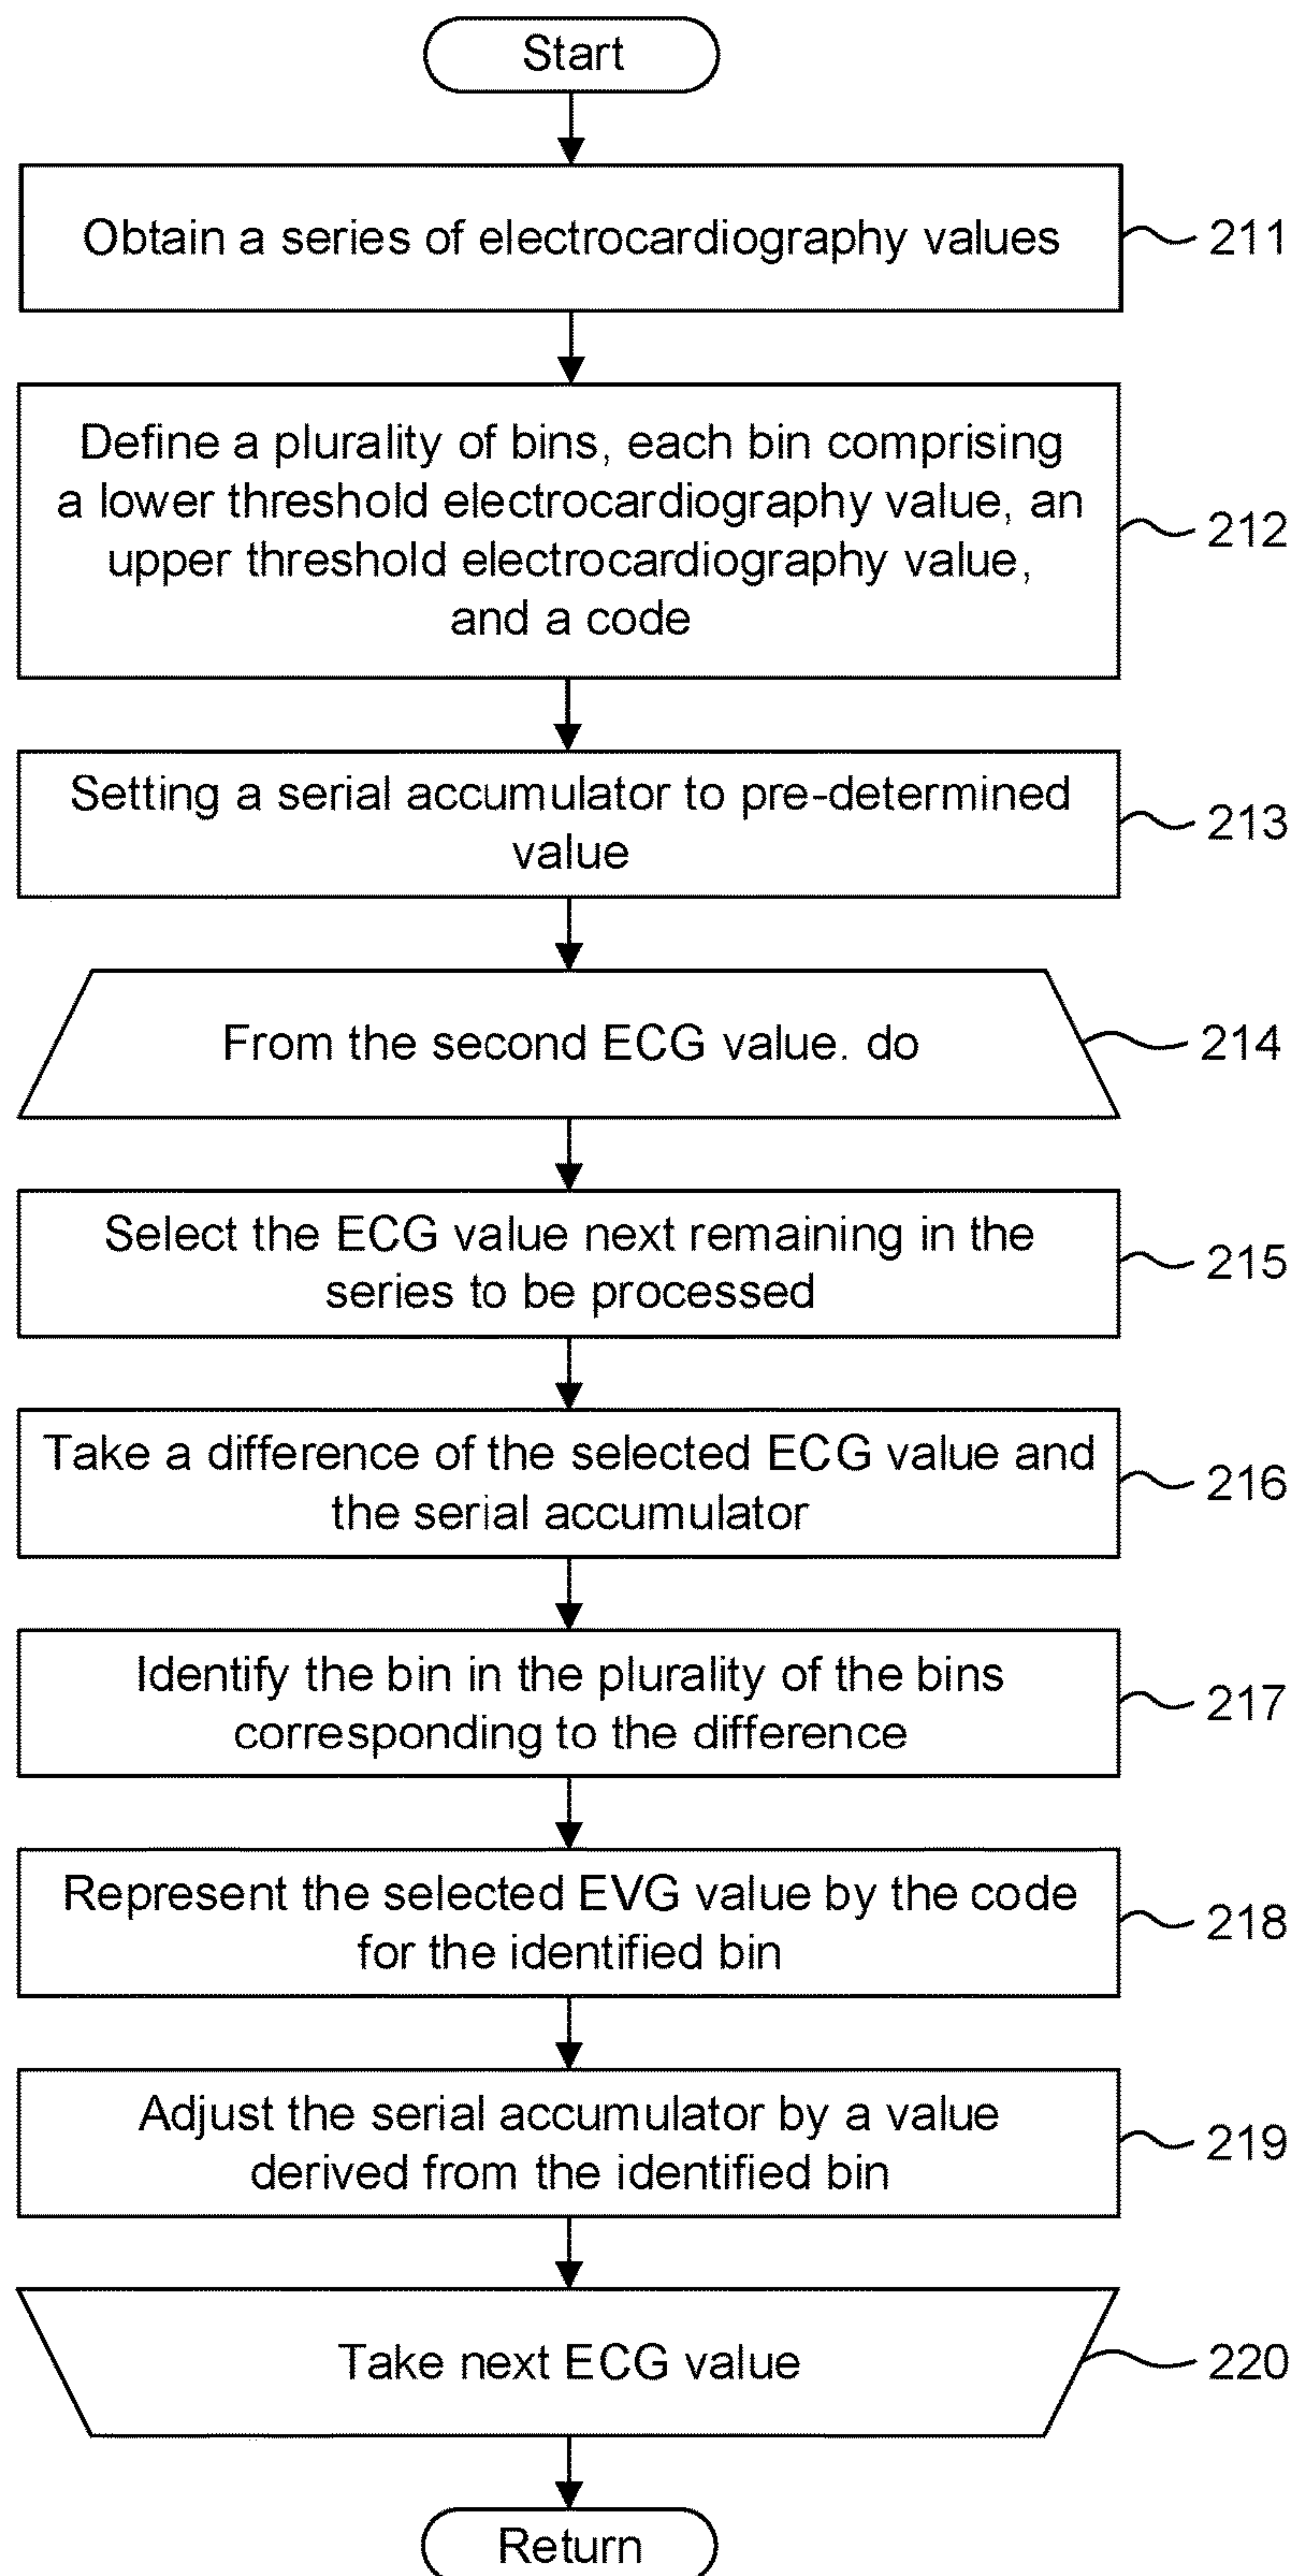 Start
Obtain a series of electrocardiography values
211
Define a plurality of bins, each bin comprising
a lower threshold electrocardiography value, an
upper threshold electrocardiography value,
and a code
212
Setting a serial accumulator to pre-determined
value
213
From the second ECG value. do
214
Select the ECG value next remaining in the
series to be processed
215
Take a difference of the selected ECG value and
the serial accumulator
216
Identify the bin in the plurality of the bins
corresponding to the difference
217
Represent the selected EVG value by the code
for the identified bin
218
Adjust the serial accumulator by a value
derived from the identified bin
219
Take next ECG value
220
Return